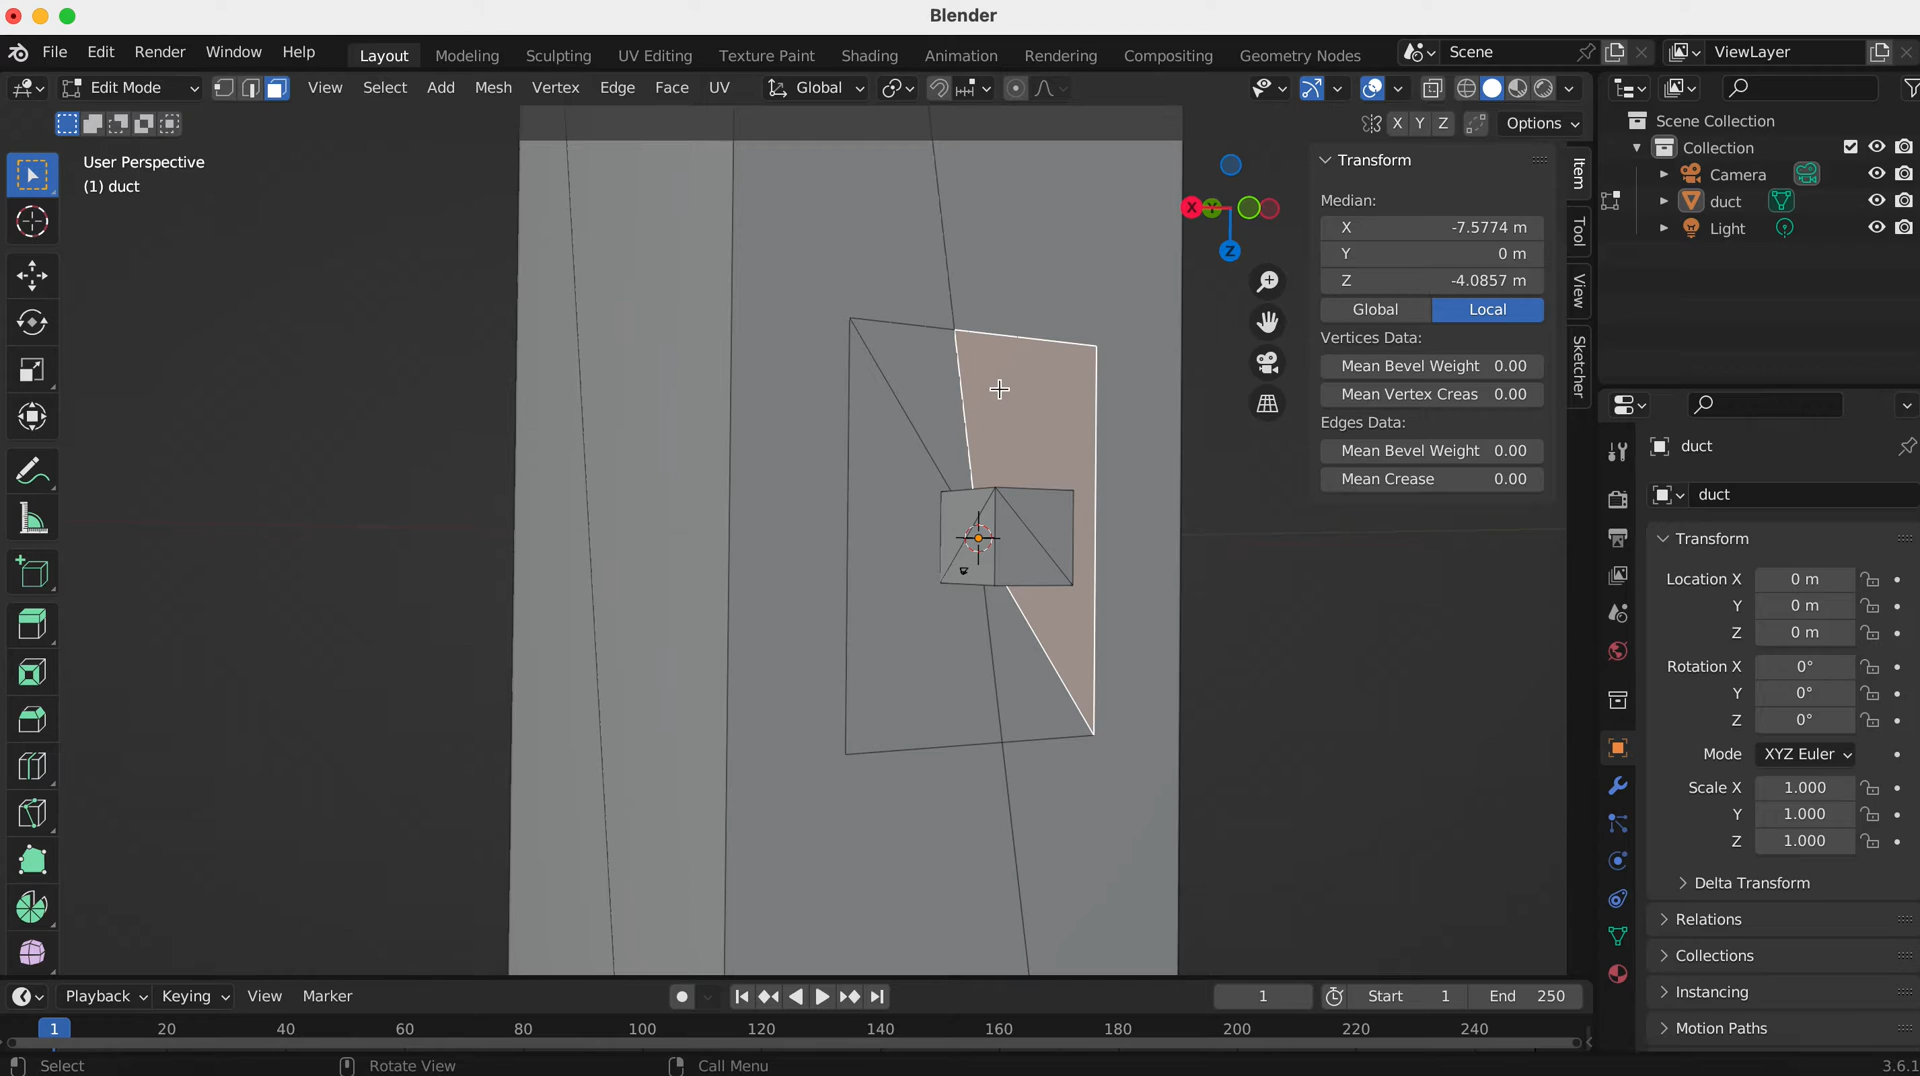 Blender
File Edit Render Window Help Layout Modeling Sculpting UV Editing Texture Paint Shading Animation Rendering Compositing Geometry Nodes Scene ViewLayer
Edit Mode View Select Add Mesh Vertex Edge Face UV Global
X Y Z Options
User Perspective
(1) duct
X Y Z
Transform
Median:
X -7.5774 m
Y 0 m
Z -4.0857 m
Global Local
Vertices Data:
Mean Bevel Weight 0.00
Mean Vertex Creas 0.00
Edges Data:
Mean Bevel Weight 0.00
Mean Crease 0.00
Item
Tool
View
Sketcher
Scene Collection
Collection
Camera
duct
Light
duct
duct
Transform
Location X 0 m
Y 0 m
Z 0 m
Rotation X 0°
Y 0°
Z 0°
Mode XYZ Euler
Scale X 1.000
Y 1.000
Z 1.000
Delta Transform
Relations
Collections
Instancing
Motion Paths
Playback Keying View Marker 1 Start 1 End 250
1 20 40 60 80 100 120 140 160 180 200 220 240
Select Rotate View Call Menu 3.6.1